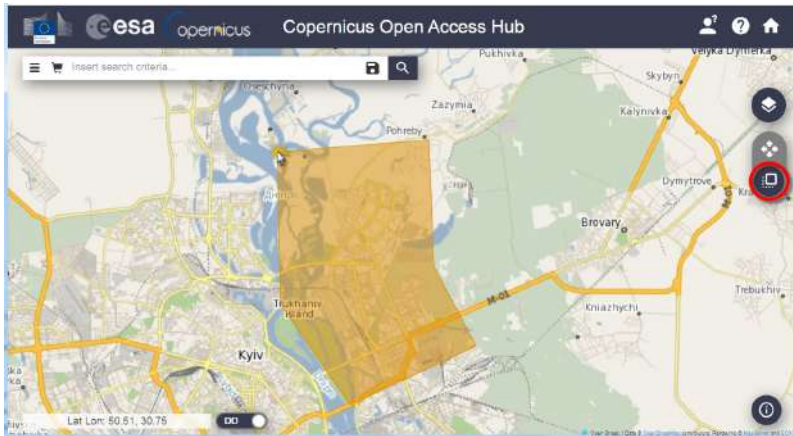 esa
opernicus
Copernicus Open Access Hub
Insert search criteria...
Pukhivka
Velyka Dymerka
Skybyn
Zazymia
Kalynivka
Pohreby
Dymytrove
M-01
Brovary
M-01
Trebukhiv
Trukhaniv
island
Kniazhychi
Kyiv
Lat Lon: 50.51, 30.75
DD